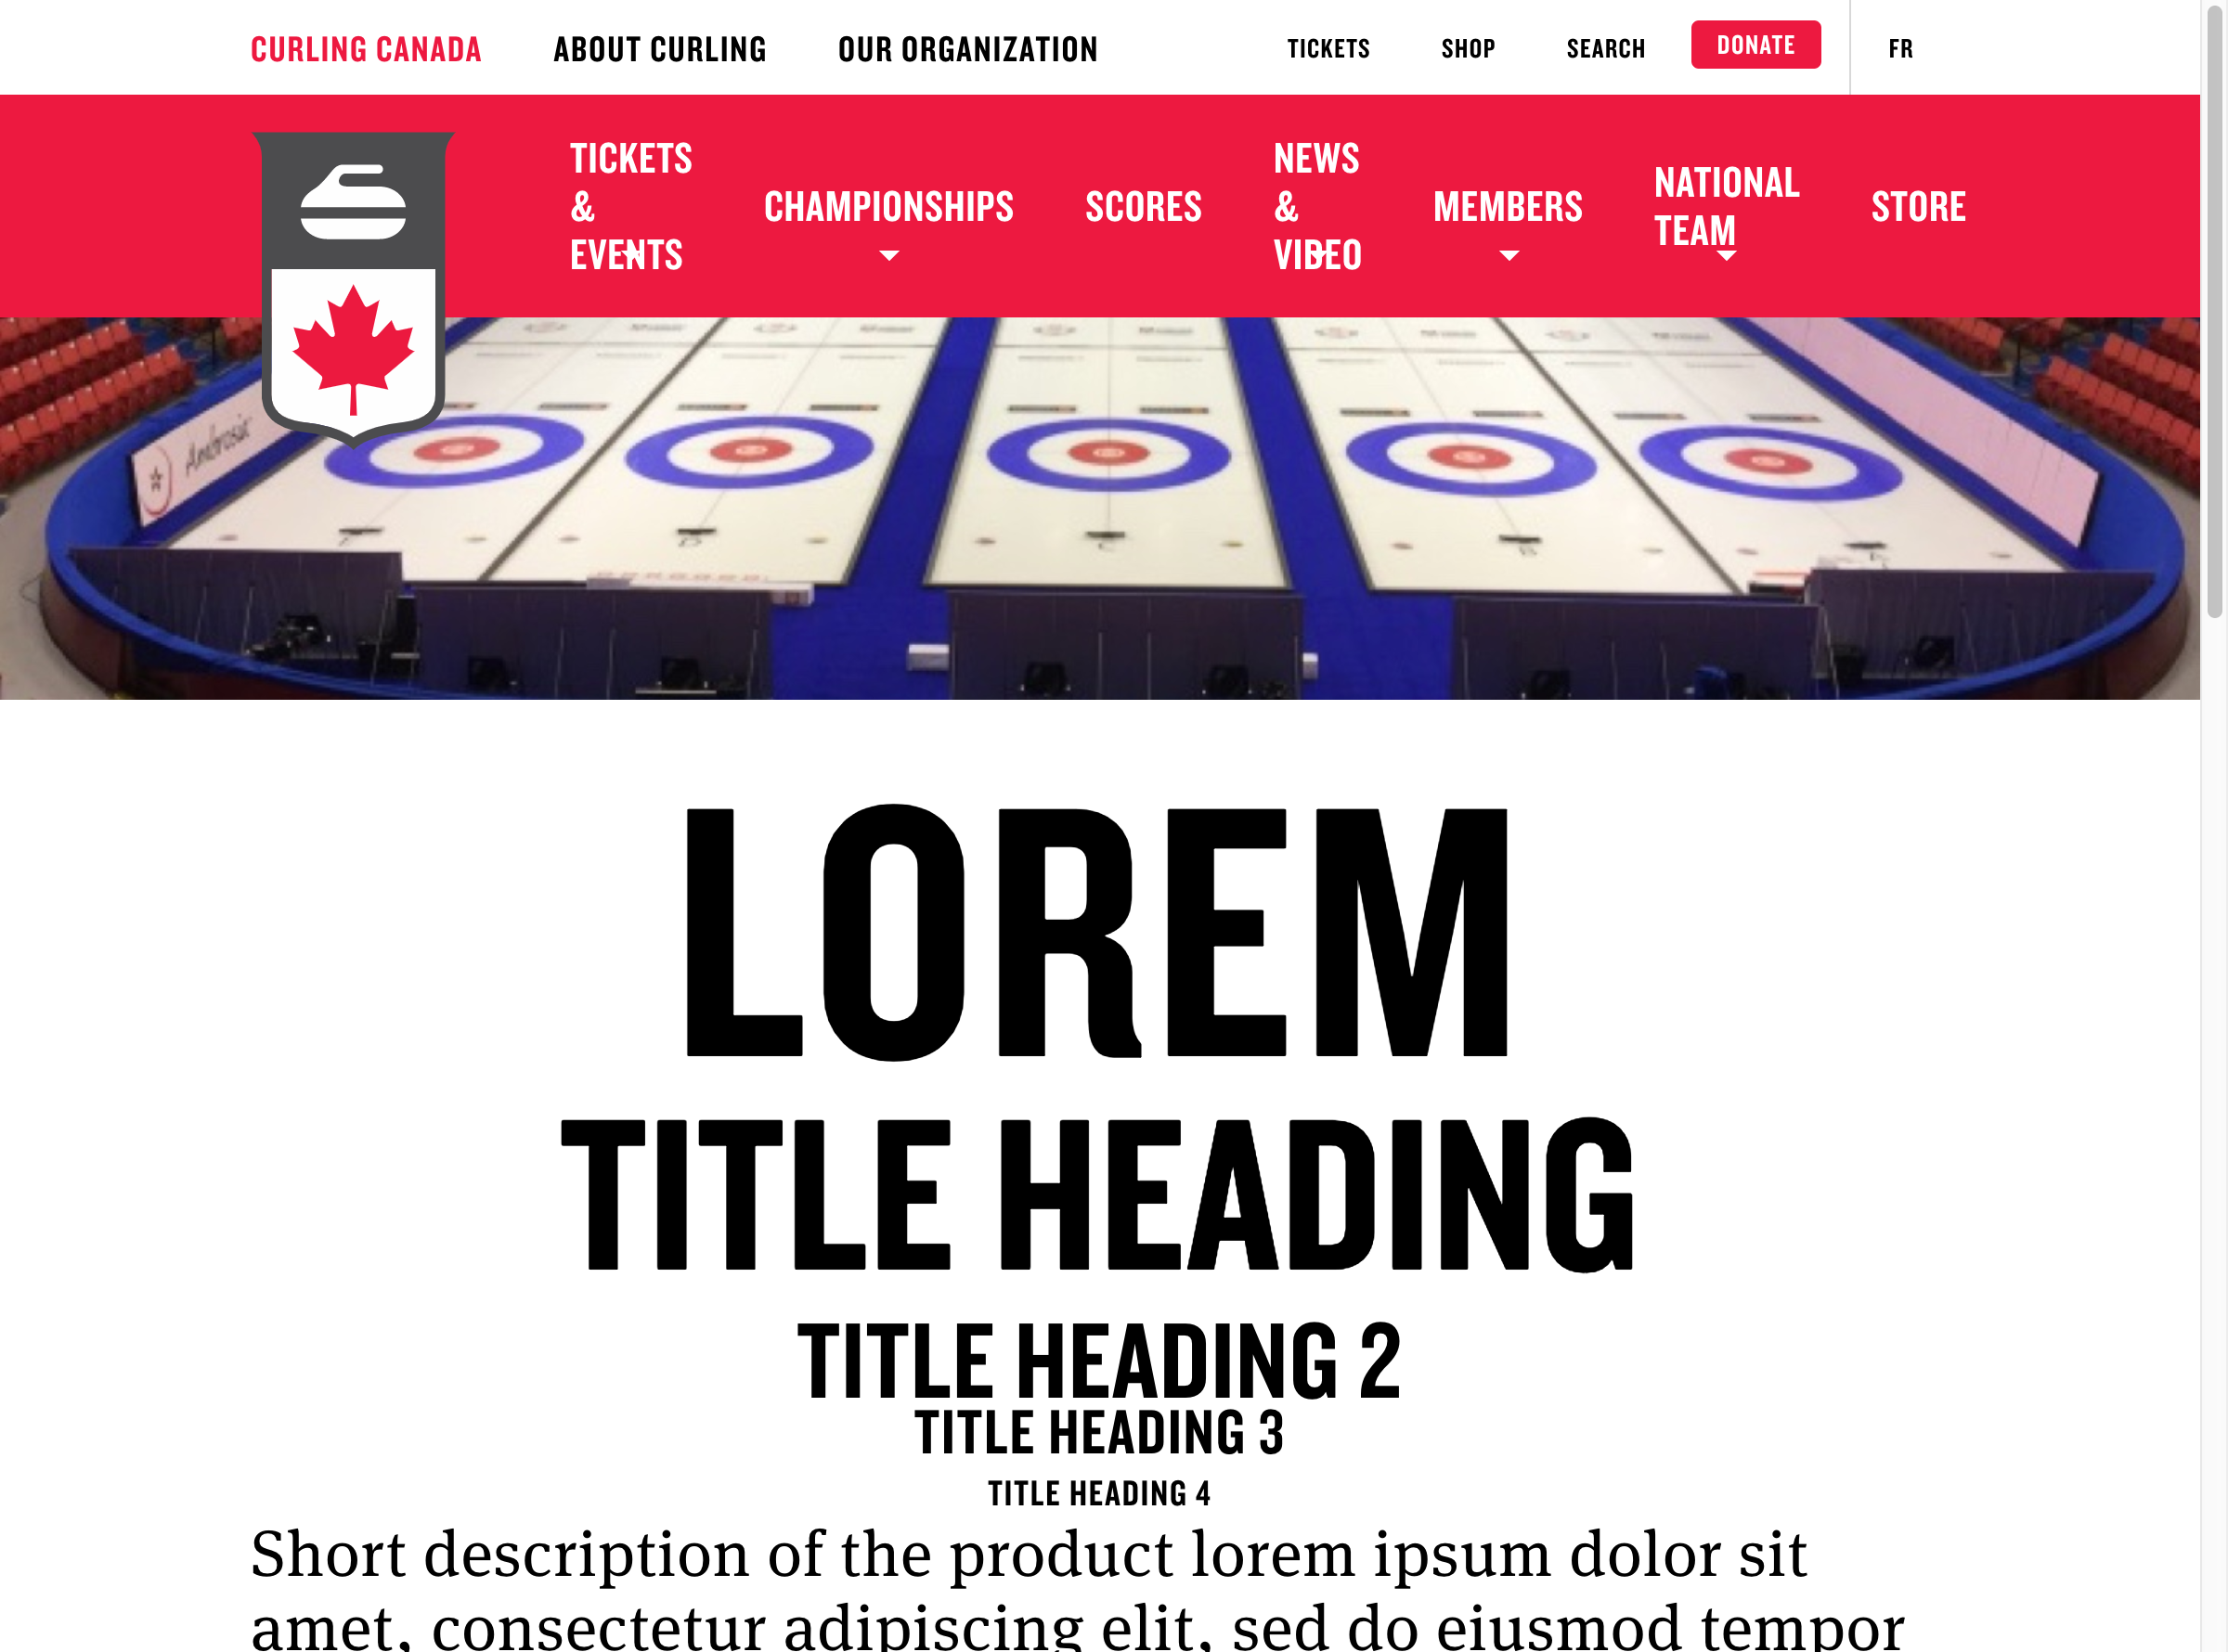 CURLING CANADA ABOUT CURLING OUR ORGANIZATION TICKETS SHOP SEARCH DONATE FR
TICKETS
&
EVENTS
CHAMPIONSHIPS
SCORES
NEWS
&
VIDEO
MEMBERS
NATIONAL
TEAM
STORE
Ambrosia
D
C
B
LOREM
TITLE HEADING
TITLE HEADING 2
TITLE HEADING 3
TITLE HEADING 4
Short description of the product lorem ipsum dolor sit
amet, consectetur adipiscing elit, sed do eiusmod tempor